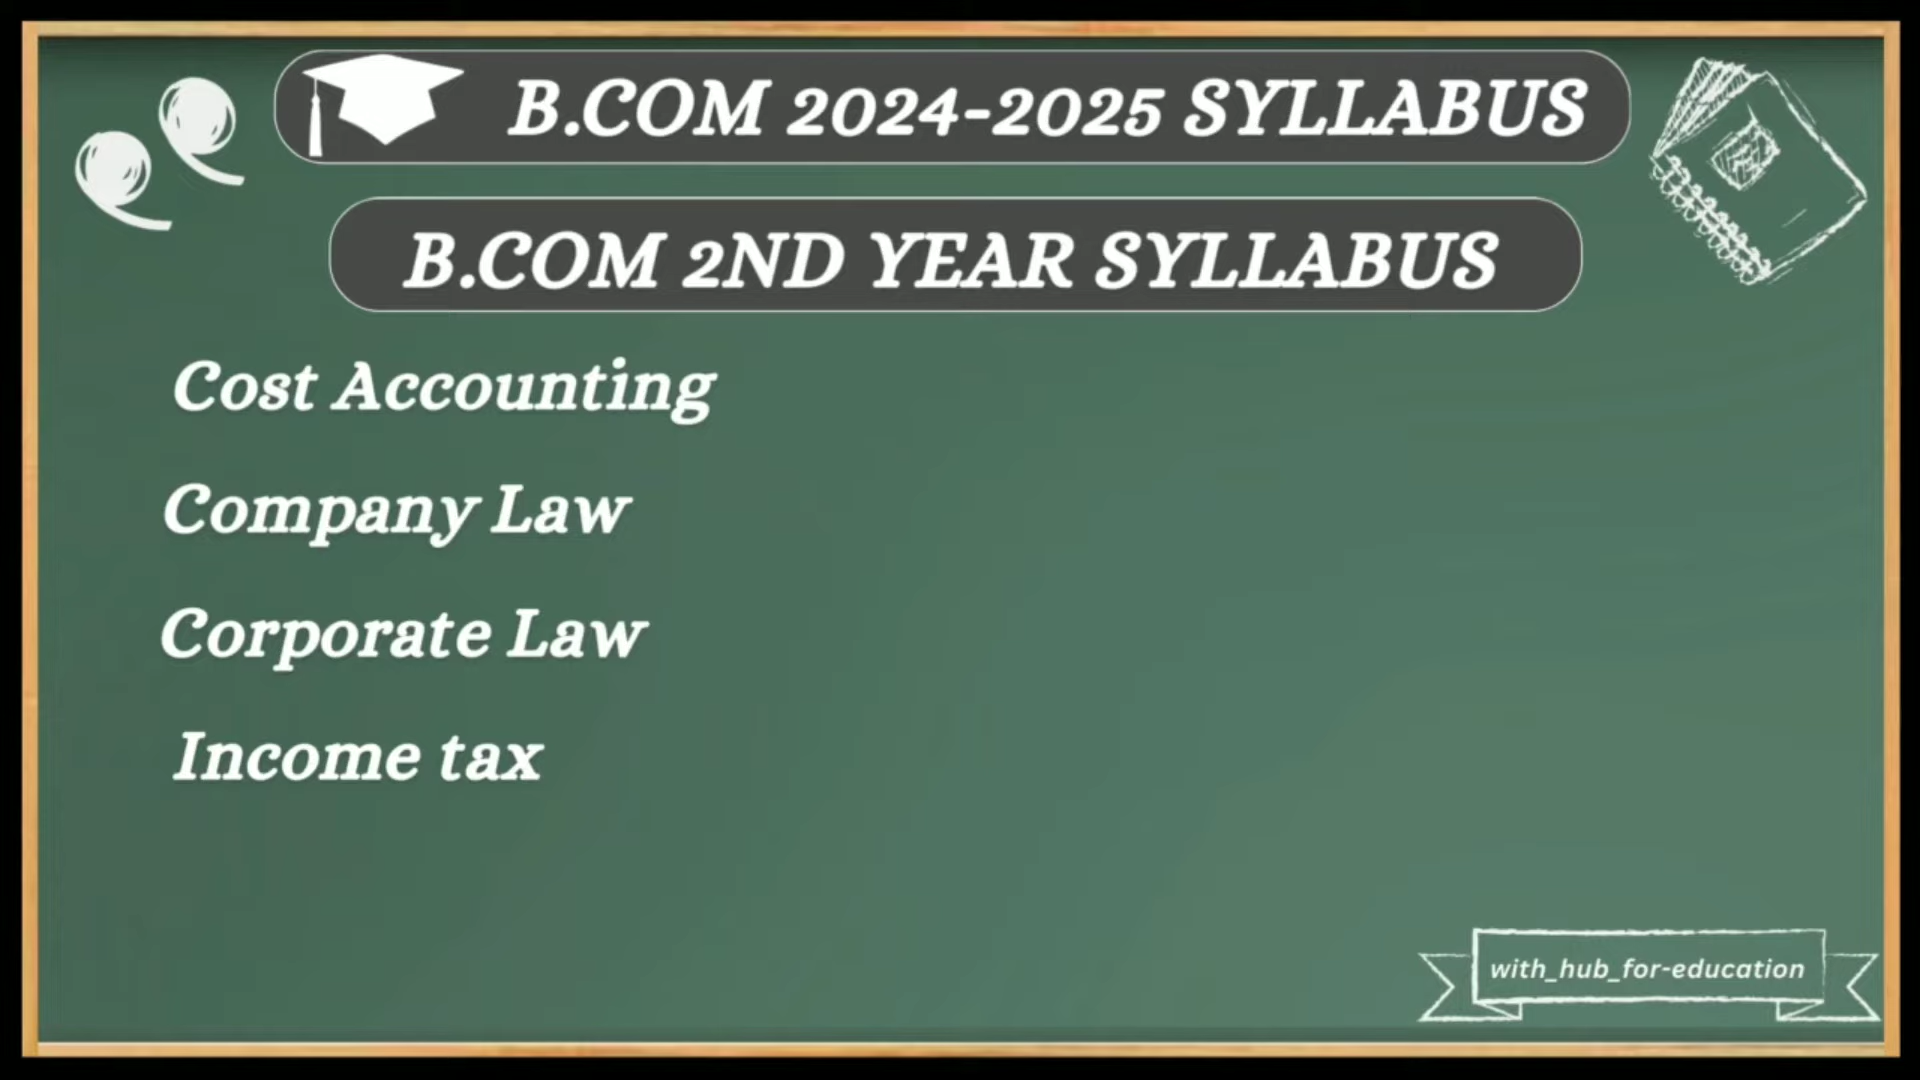 B.COM 2024-2025 SYLLABUS
B.COM 2ND YEAR SYLLABUS
Cost Accounting
Company Law
Corporate Law
Income tax
with_hub_for-education